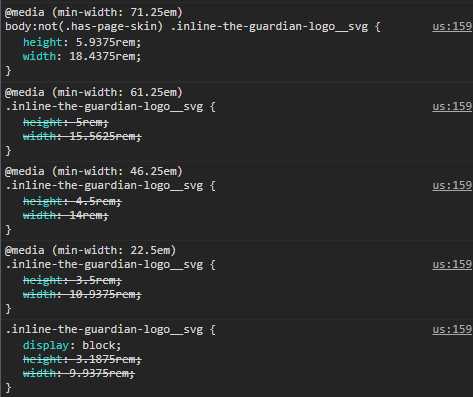 @media (min-width: 71.25em)
body:not(.has-page-skin) .inline-the-guardian-logo__svg { us:159
height: 5.9375rem;
width: 18.4375rem;
}
@media (min-width: 61.25em)
.inline-the-guardian-logo__svg { us:159
height: 5rem;
width: 15.5625rem;
}
@media (min-width: 46.25em)
.inline-the-guardian-logo__svg { us:159
height: 4.5rem;
width: 14rem;
}
@media (min-width: 22.5em)
.inline-the-guardian-logo__svg { us:159
height: 3.5rem;
width: 10.9375rem;
}
.inline-the-guardian-logo__svg { us:159
display: block;
height: 3.1875rem;
width: 9.9375rem;
}